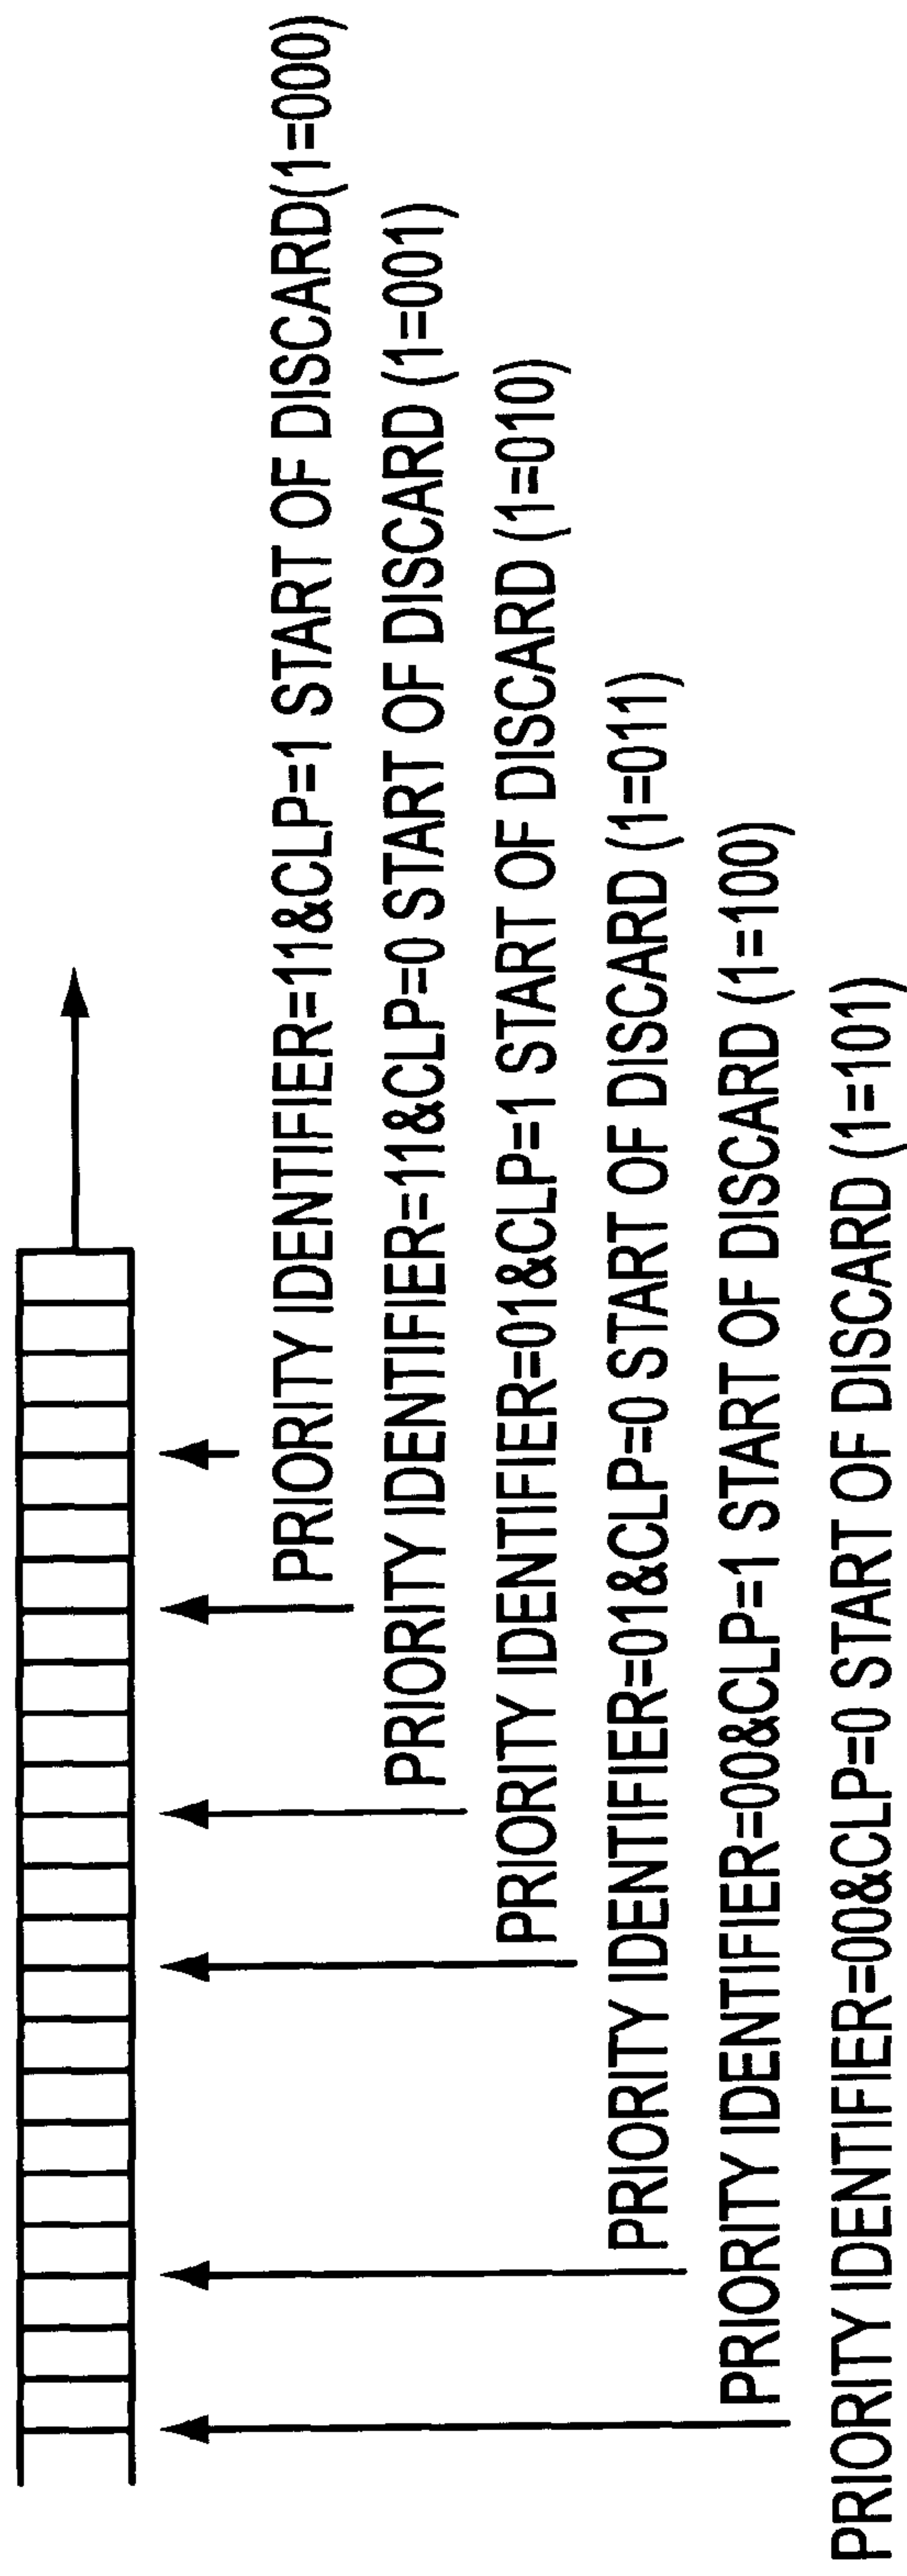 PRIORITY IDENTIFIER=11&CLP=1 START OF DISCARD(1=000)
PRIORITY IDENTIFIER=11&CLP=0 START OF DISCARD (1=001)
PRIORITY IDENTIFIER=01&CLP=1 START OF DISCARD (1=010)
PRIORITY IDENTIFIER=01&CLP=0 START OF DISCARD (1=011)
PRIORITY IDENTIFIER=00&CLP=1 START OF DISCARD (1=100)
PRIORITY IDENTIFIER=00&CLP=0 START OF DISCARD (1=101)